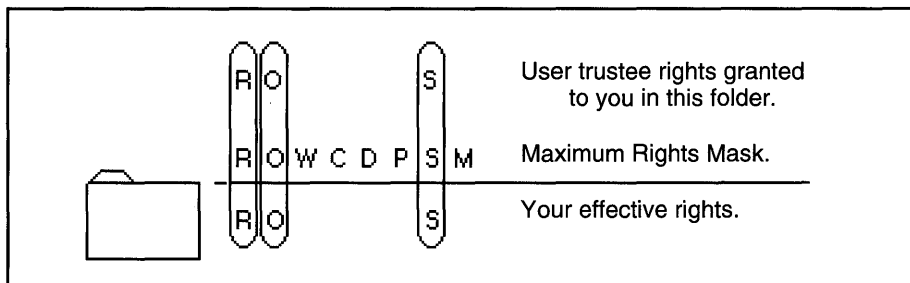 R O S User trustee rights granted
to you in this folder.
R O W C D P S M Maximum Rights Mask.
R O S Your effective rights.